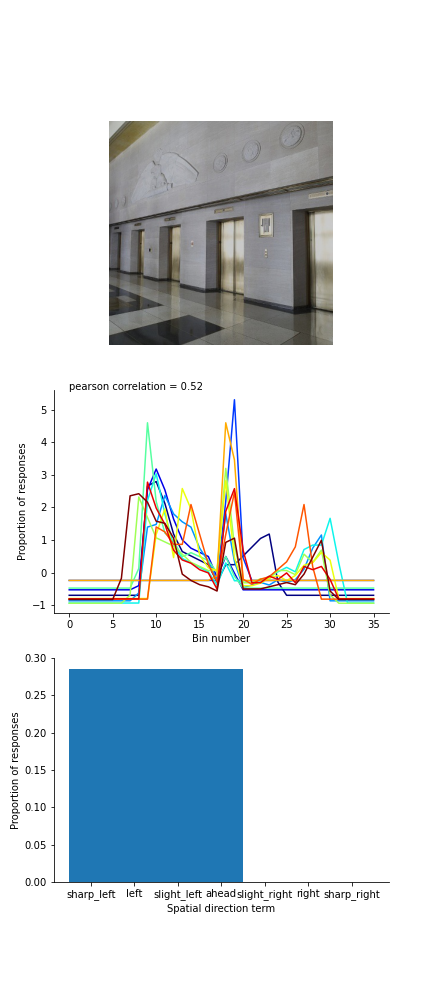 pearson correlation = 0.52
Proportion of responses
5
4
3
2
1
0
−1
0 5 10 15 20 25 30 35
Bin number
Proportion of responses
0.30
0.25
0.20
0.15
0.10
0.05
0.00
sharp_left left slight_left ahead slight_right right sharp_right
Spatial direction term